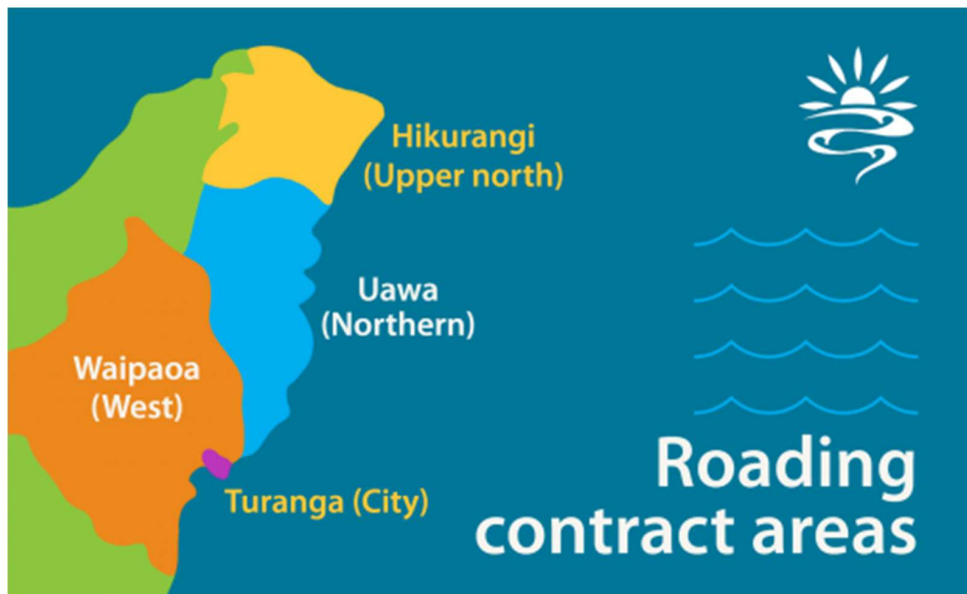 Hikurangi
(Upper north)
Uawa
(Northern)
Waipaoa
(West)
Turanga (City)
Roading
contract areas